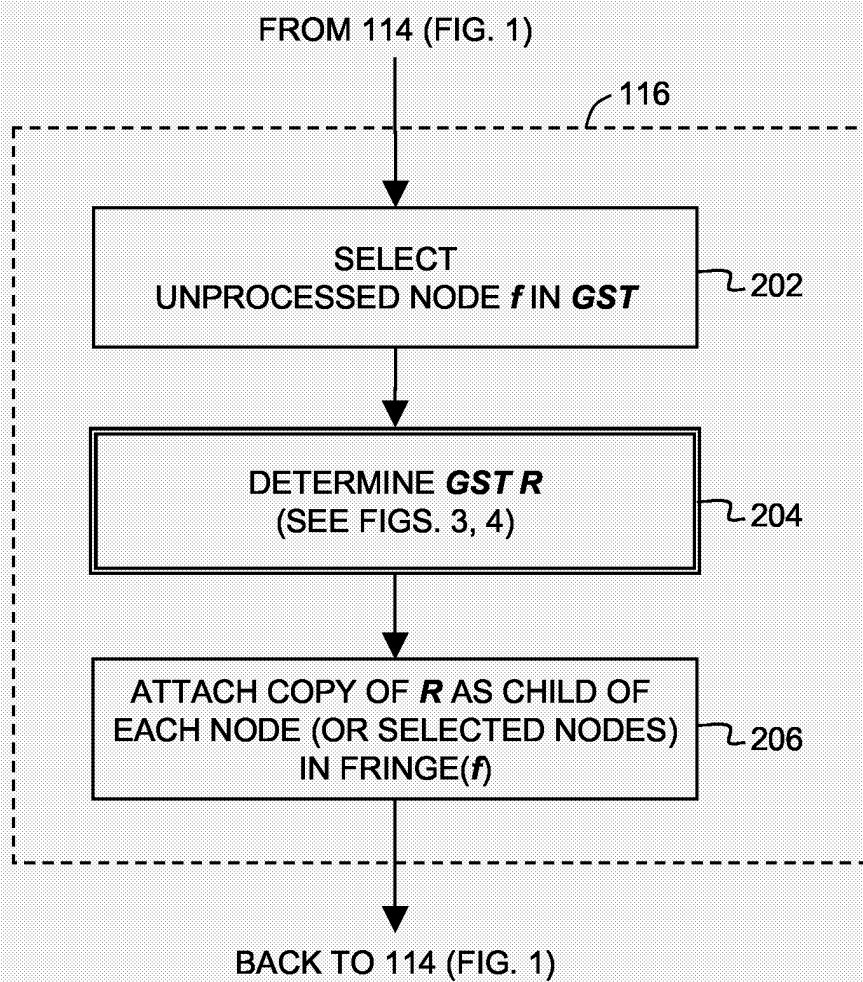 FROM 114 (FIG. 1)
116
SELECT
UNPROCESSED NODE f IN GST
202
DETERMINE GST R
(SEE FIGS. 3, 4)
204
ATTACH COPY OF R AS CHILD OF
EACH NODE (OR SELECTED NODES)
IN FRINGE(f)
206
BACK TO 114 (FIG. 1)